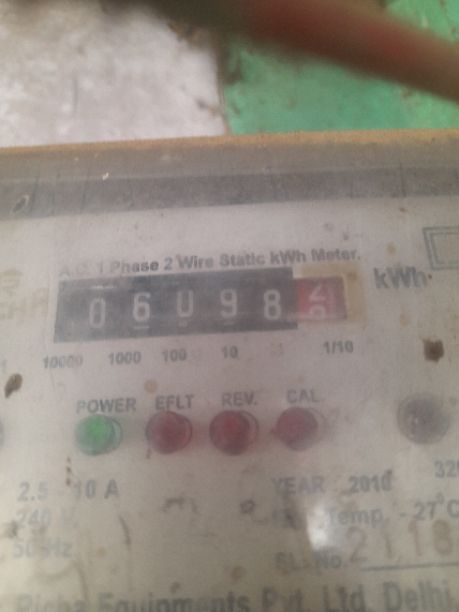 A.C. 1 Phase 2 Wire Static kWh Meter.
kWh
0 6 0 9 8
10000 1000 100 10 1/10
POWER EFLT REV. CAL.
2.5 - 10 A
YEAR 2010
240 V
Temp. - 27°C
50 Hz
SL. No.
Equipments Pvt. Ltd. Delhi